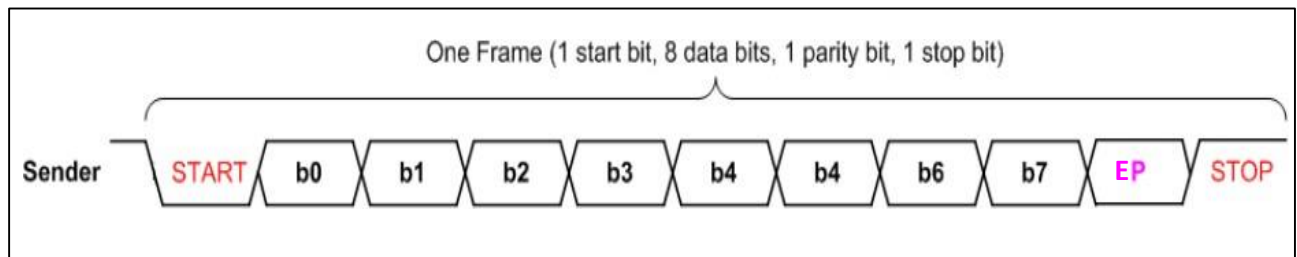 One Frame (1 start bit, 8 data bits, 1 parity bit, 1 stop bit)
Sender START b0 b1 b2 b3 b4 b4 b6 b7 EP STOP